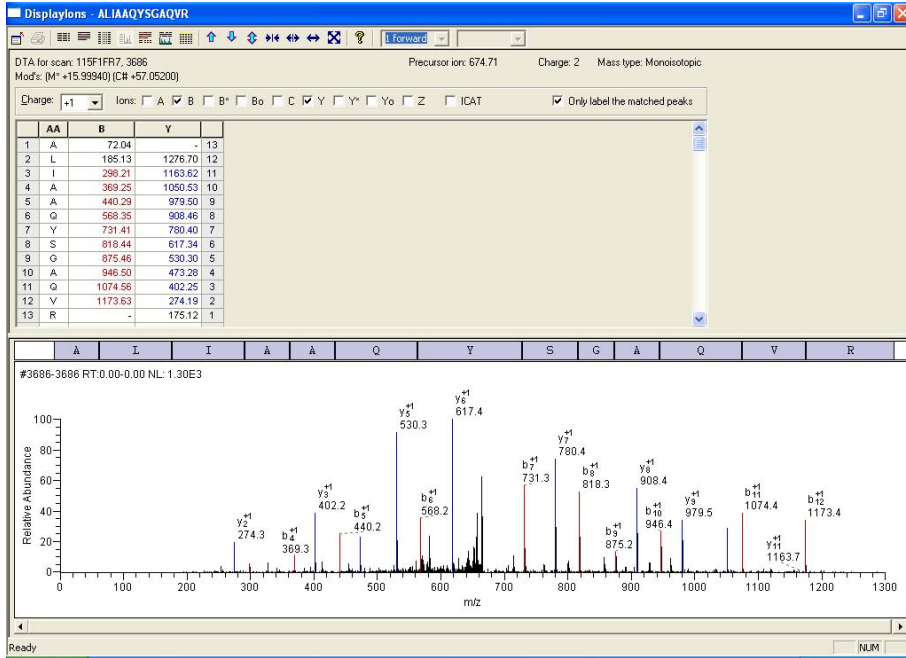 DisplayIons - ALIAAQYSGAQVR
1 forward
DTA for scan: 115F1FR7, 3686 Precursor ion: 674.71 Charge: 2 Mass type: Monoisotopic
Mod's: (M* +15.99940) (C# +57.05200)
Charge: +1 Ions: A B B* Bo C Y Y* Yo Z ICAT Only label the matched peaks
AA B Y
1 A 72.04 - 13
2 L 185.13 1276.70 12
3 I 298.21 1163.62 11
4 A 369.25 1050.53 10
5 A 440.29 979.50 9
6 Q 568.35 908.46 8
7 Y 731.41 780.40 7
8 S 818.44 617.34 6
9 G 875.46 530.30 5
10 A 946.50 473.28 4
11 Q 1074.56 402.25 3
12 V 1173.63 274.19 2
13 R - 175.12 1
A L I A A Q Y S G A Q V R
#3686-3686 RT:0.00-0.00 NL: 1.30E3
Relative Abundance
100
80
60
40
20
0
y2+1
274.3
b4+1
369.3
y3+1
402.2
b5+1
440.2
y5+1
530.3
b6+1
568.2
y6+1
617.4
b7+1
731.3
y7+1
780.4
b8+1
818.3
b9+1
875.2
y8+1
908.4
b10+1
946.4
y9+1
979.5
b11+1
1074.4
y11+1
1163.7
b12+1
1173.4
0 100 200 300 400 500 600 700 800 900 1000 1100 1200 1300
m/z
Ready NUM